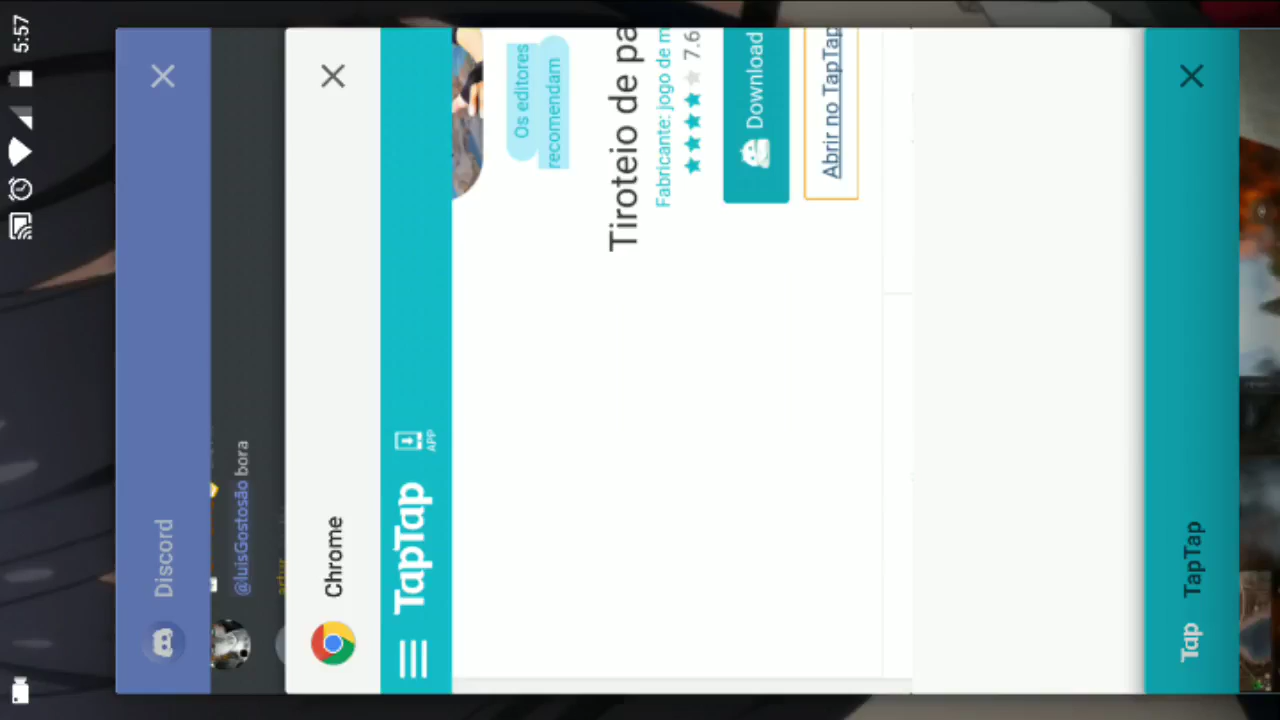 5:57
Discord
@luisGostosão bora
Chrome
TapTap
APP
Os editores
recomendam
Tiroteio de pa
Fabricante: jogo de m
7.6
Download
Abrir no TapTap
Tap
TapTap